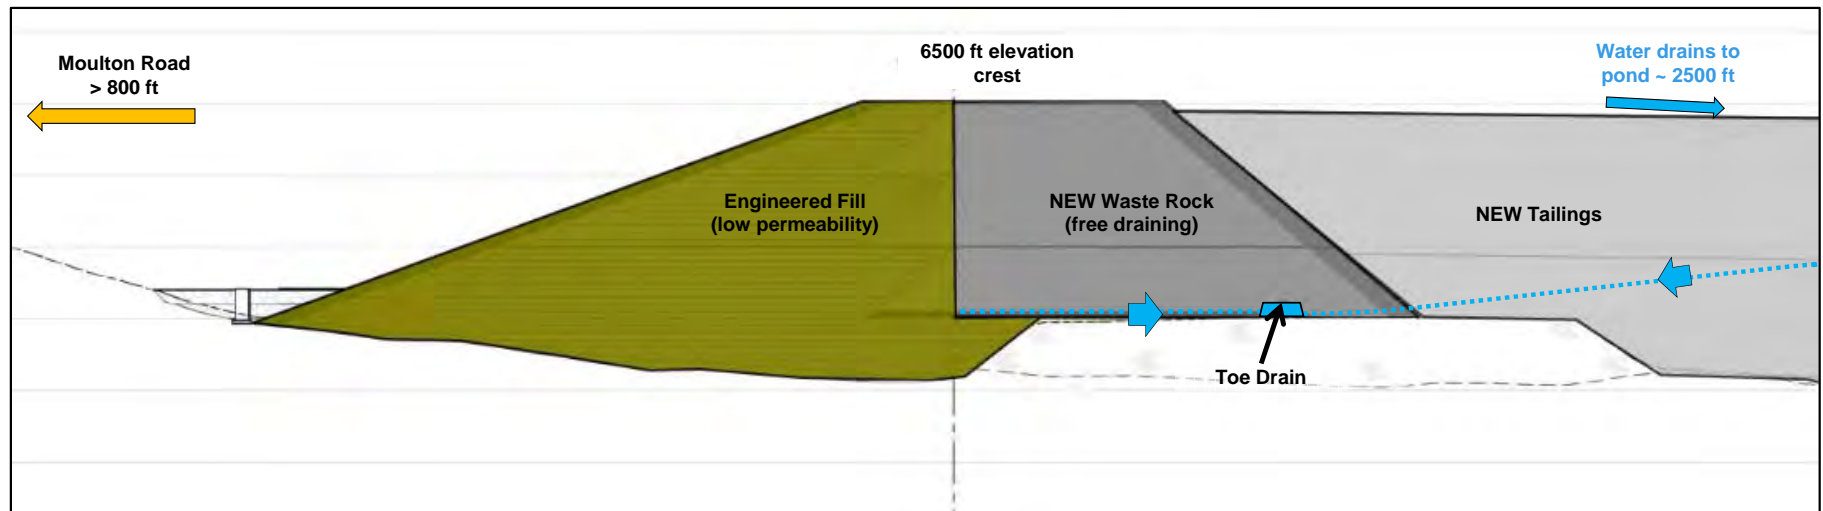 Moulton Road
> 800 ft
6500 ft elevation
crest
Water drains to
pond ~ 2500 ft
Engineered Fill
(low permeability)
NEW Waste Rock
(free draining)
NEW Tailings
Toe Drain